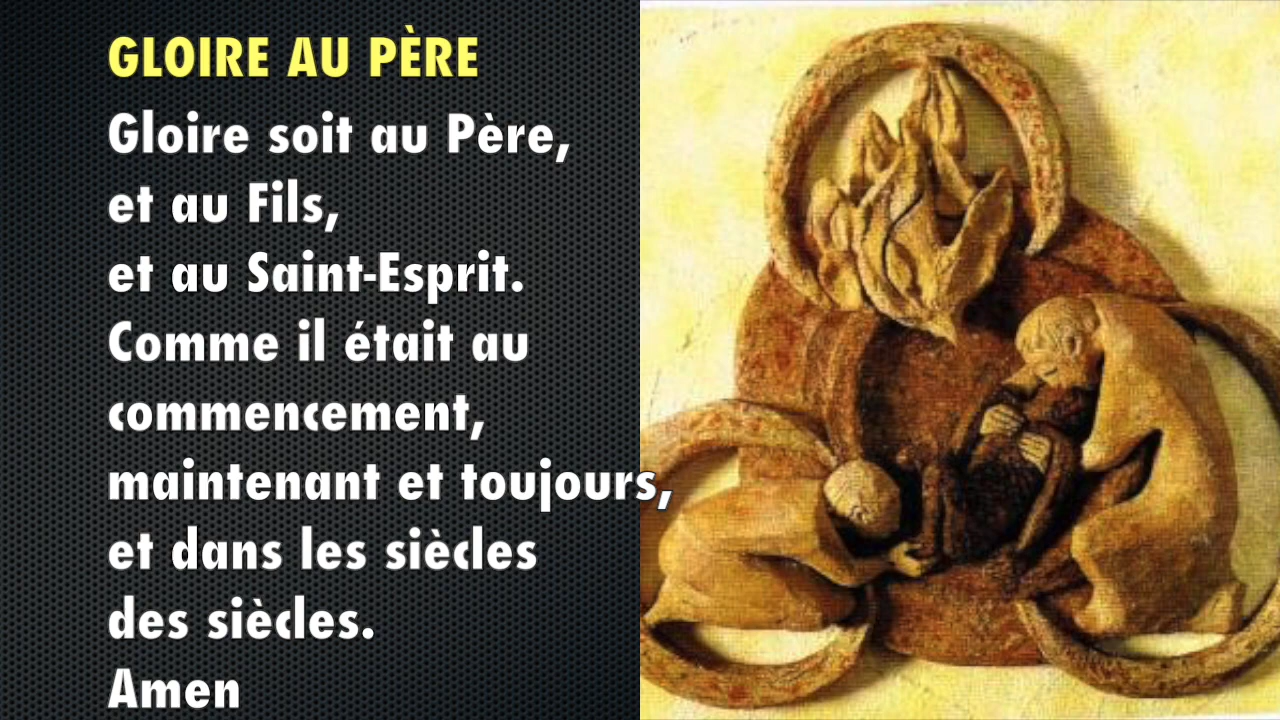 GLOIRE AU PÈRE
Gloire soit au Père,
et au Fils,
et au Saint-Esprit.
Comme il était au
commencement,
maintenant et toujours,
et dans les siècles
des siècles.
Amen